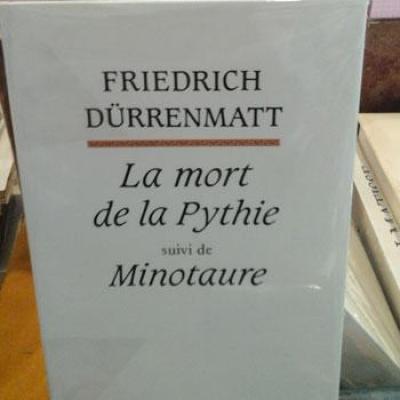 FRIEDRICH
DÜRRENMATT
La mort
de la Pythie
suivi de
Minotaure